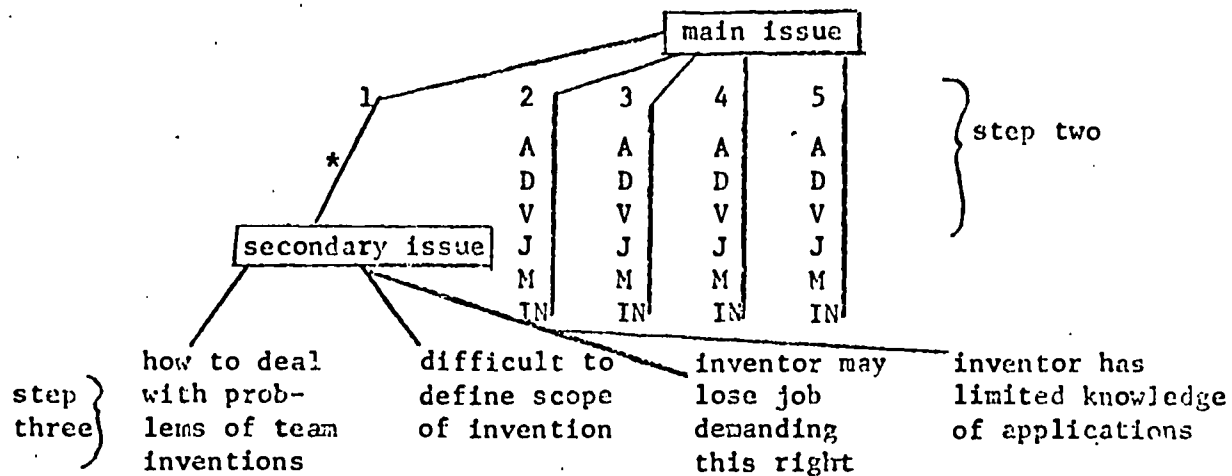 main issue
1 2 3 4 5
step two
*
A A A A
D D D D
V V V V
secondary issue J J J J
M M M M
IN IN IN IN
step
three
how to deal
with prob-
lems of team
inventions
difficult to
define scope
of invention
inventor may
lose job
demanding
this right
inventor has
limited knowledge
of applications